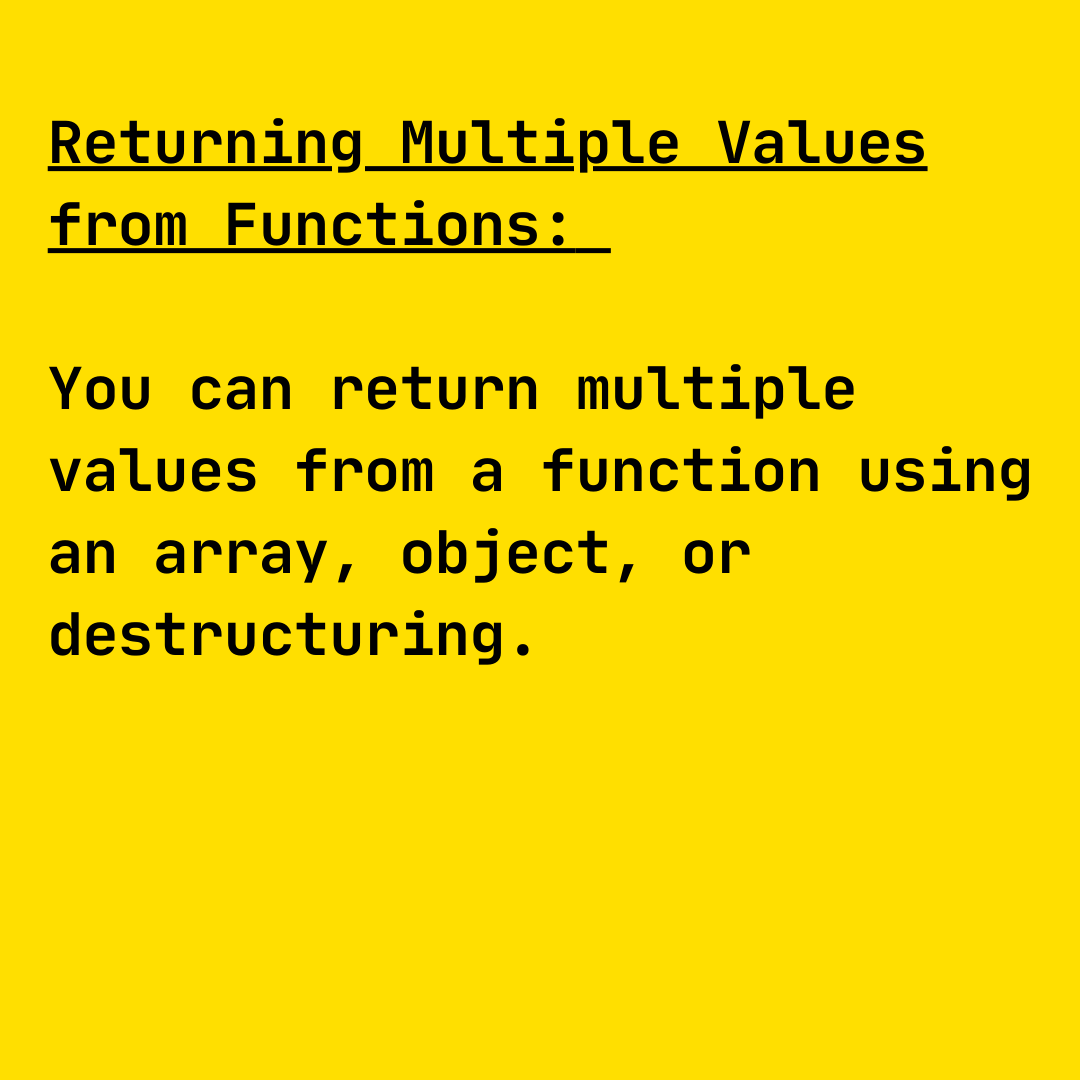 Returning Multiple Values
from Functions:
You can return multiple
values from a function using
an array, object, or
destructuring.